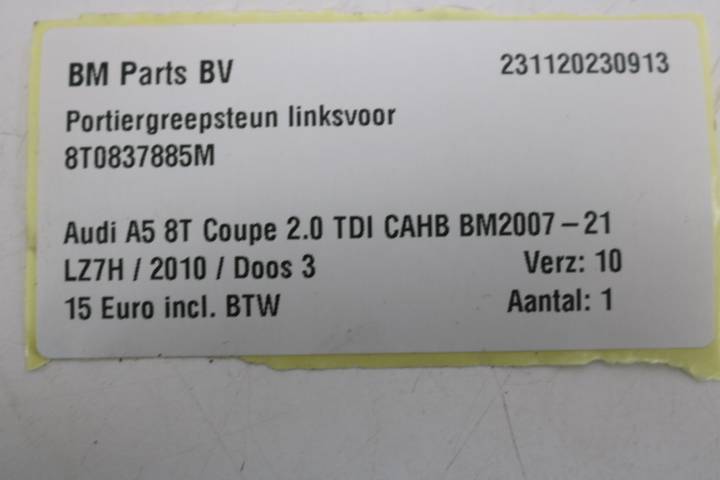 BM Parts BV 231120230913
Portiergreepsteun linksvoor
8T0837885M
Audi A5 8T Coupe 2.0 TDI CAHB BM2007-21
LZ7H / 2010 / Doos 3 Verz: 10
15 Euro incl. BTW Aantal: 1